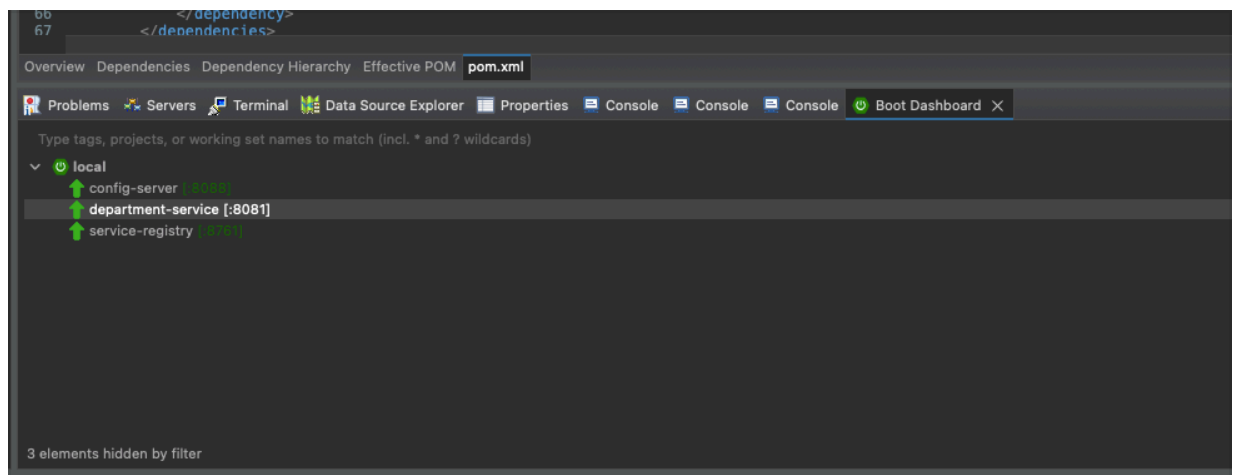 66 </dependency>
67 </dependencies>
Overview Dependencies Dependency Hierarchy Effective POM pom.xml
Problems Servers Terminal Data Source Explorer Properties Console Console Console Boot Dashboard
Type tags, projects, or working set names to match (incl. * and ? wildcards)
local
config-server [:8088]
department-service [:8081]
service-registry [:8761]
3 elements hidden by filter